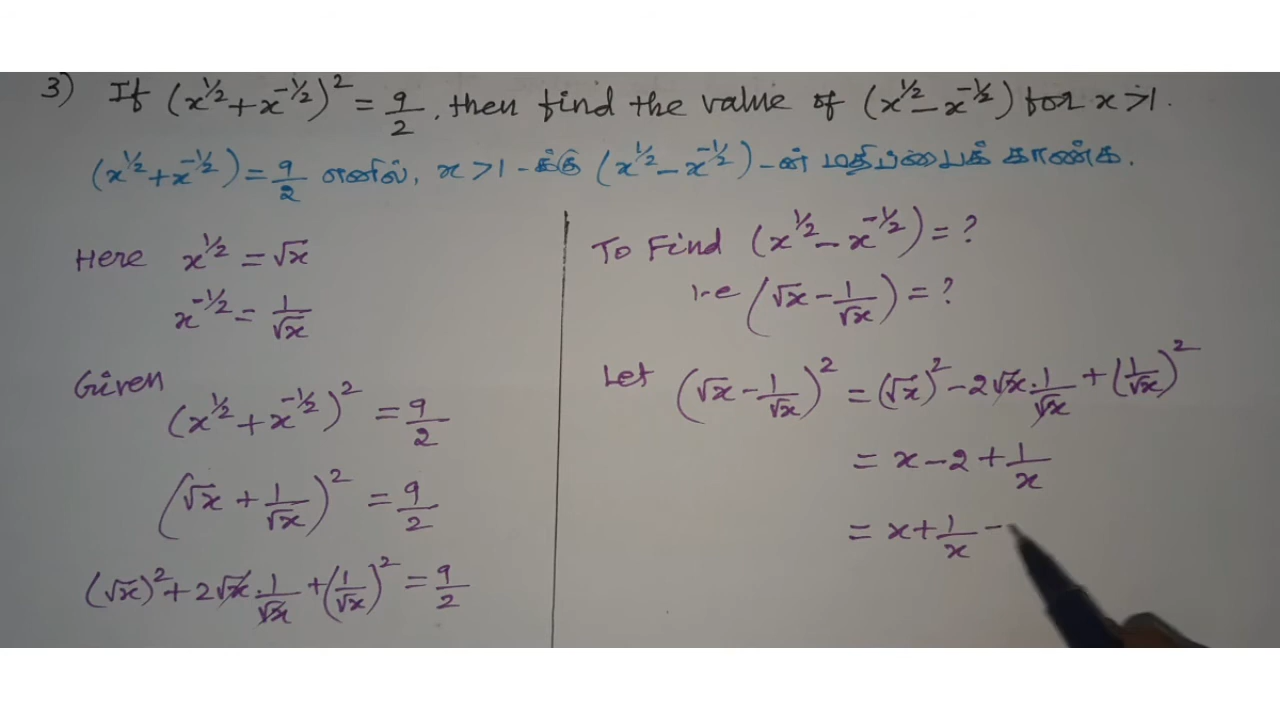 3) If (x^1/2 + x^-1/2)^2 = 9/2, then find the value of (x^1/2 - x^-1/2) for x > 1.
(x^1/2 + x^-1/2) = 9/2 எனில், x > 1 - க்கு (x^1/2 - x^-1/2) - ன் மதிப்பைக் காண்க.
Here x^1/2 = √x
x^-1/2 = 1/√x
Given
(x^1/2 + x^-1/2)^2 = 9/2
(√x + 1/√x)^2 = 9/2
(√x)^2 + 2√x . 1/√x + (1/√x)^2 = 9/2
To Find (x^1/2 - x^-1/2) = ?
i-e (√x - 1/√x) = ?
Let (√x - 1/√x)^2 = (√x)^2 - 2√x . 1/√x + (1/√x)^2
= x - 2 + 1/x
= x + 1/x -